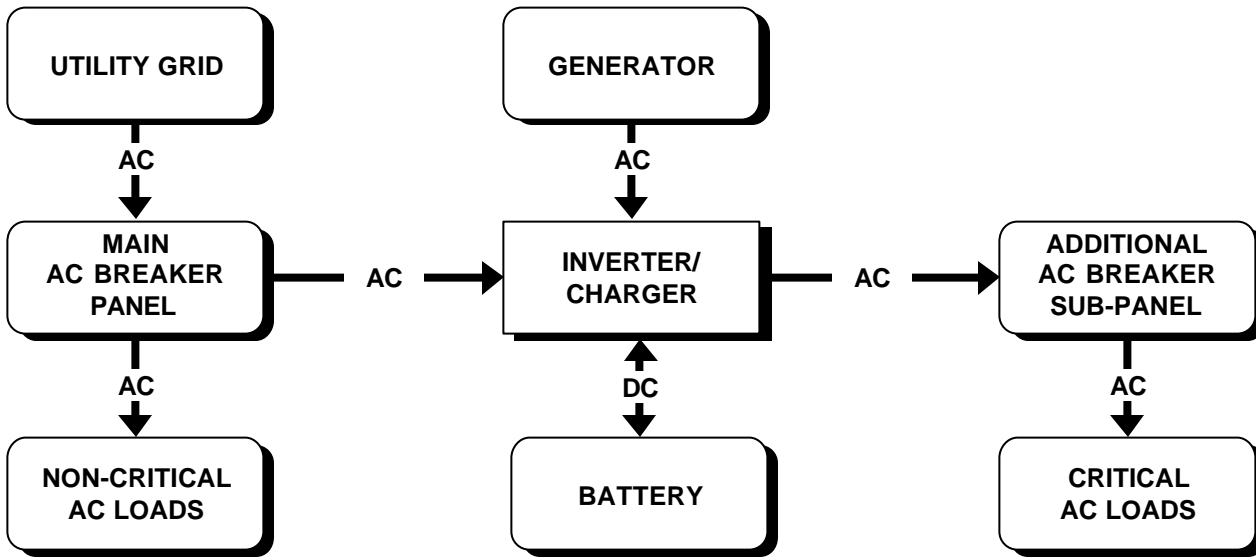 UTILITY GRID
GENERATOR
AC
AC
MAIN
AC BREAKER
PANEL
AC
INVERTER/
CHARGER
AC
ADDITIONAL
AC BREAKER
SUB-PANEL
AC
DC
AC
NON-CRITICAL
AC LOADS
BATTERY
CRITICAL
AC LOADS